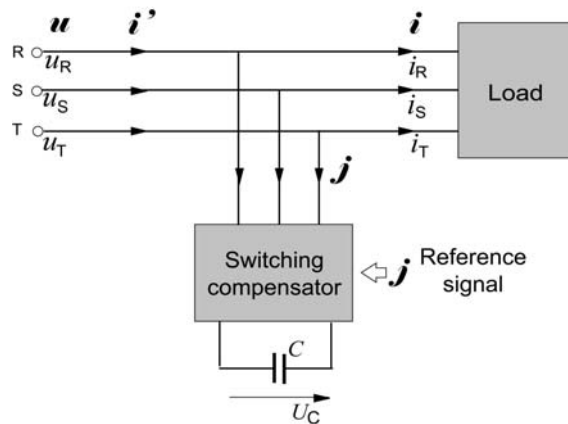 u i’ i
R u_R i_R
S u_S i_S Load
T u_T i_T
j
Switching compensator
j Reference signal
C
U_C